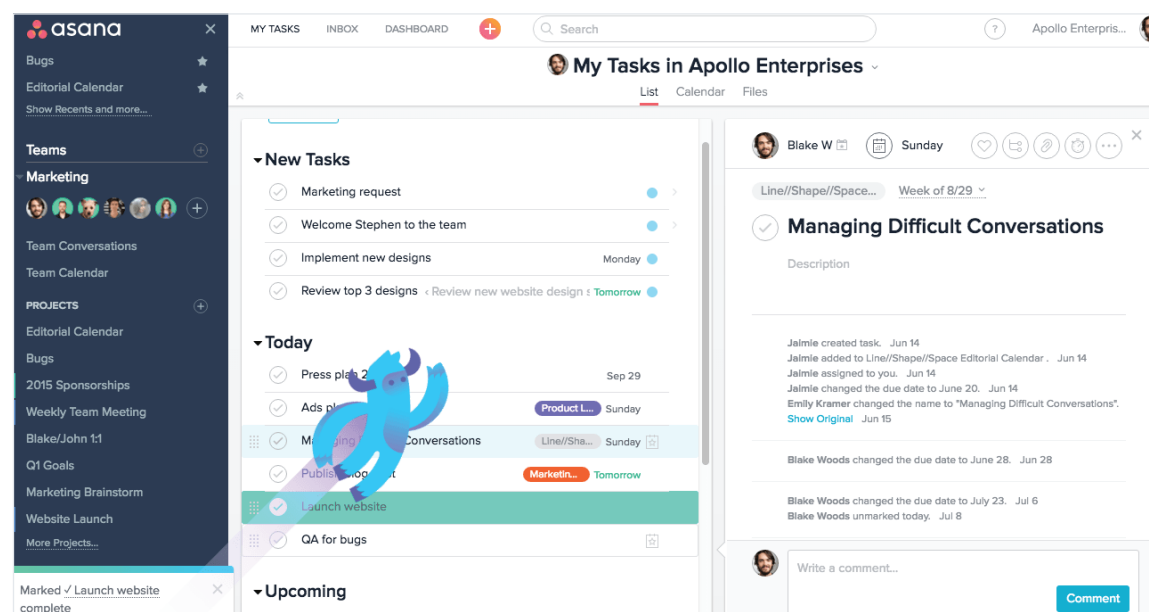 asana
Bugs
Editorial Calendar
Show Recents and more...
Teams
Marketing
Team Conversations
Team Calendar
PROJECTS
Editorial Calendar
Bugs
2015 Sponsorships
Weekly Team Meeting
Blake/John 1:1
Q1 Goals
Marketing Brainstorm
Website Launch
More Projects...
Marked ✓ Launch website
complete
MY TASKS INBOX DASHBOARD Search ? Apollo Enterpris...
My Tasks in Apollo Enterprises
List Calendar Files
New Tasks
Marketing request
Welcome Stephen to the team
Implement new designs Monday
Review top 3 designs ‹ Review new website design Tomorrow
Today
Press plan Sep 29
Ads Product L... Sunday
Conversations Line//Sha... Sunday
Marketin... Tomorrow
Launch website
QA for bugs
Upcoming
Blake W Sunday
Line//Shape//Space... Week of 8/29
Managing Difficult Conversations
Description
Jaimie created task. Jun 14
Jaimie added to Line//Shape//Space Editorial Calendar . Jun 14
Jaimie assigned to you. Jun 14
Jaimie changed the due date to June 20. Jun 14
Emily Kramer changed the name to "Managing Difficult Conversations".
Show Original Jun 15
Blake Woods changed the due date to June 28. Jun 28
Blake Woods changed the due date to July 23. Jul 6
Blake Woods unmarked today. Jul 8
Write a comment...
Comment